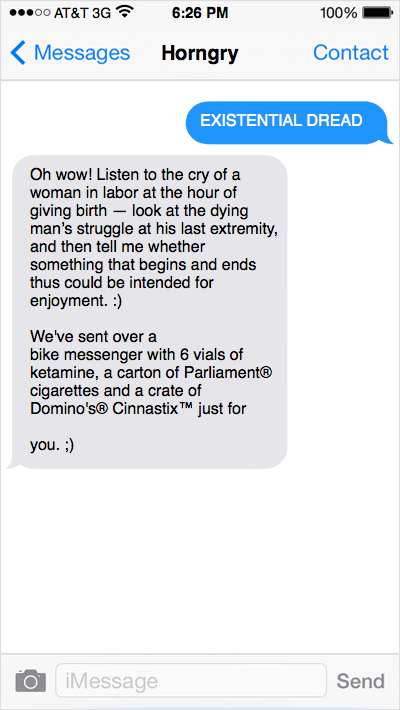 AT&T 3G 6:26 PM 100%
Messages Horngry Contact
EXISTENTIAL DREAD
Oh wow! Listen to the cry of a
woman in labor at the hour of
giving birth — look at the dying
man’s struggle at his last extremity,
and then tell me whether
something that begins and ends
thus could be intended for
enjoyment. :)
We've sent over a
bike messenger with 6 vials of
ketamine, a carton of Parliament®
cigarettes and a crate of
Domino's® Cinnastix™ just for
you. ;)
iMessage Send